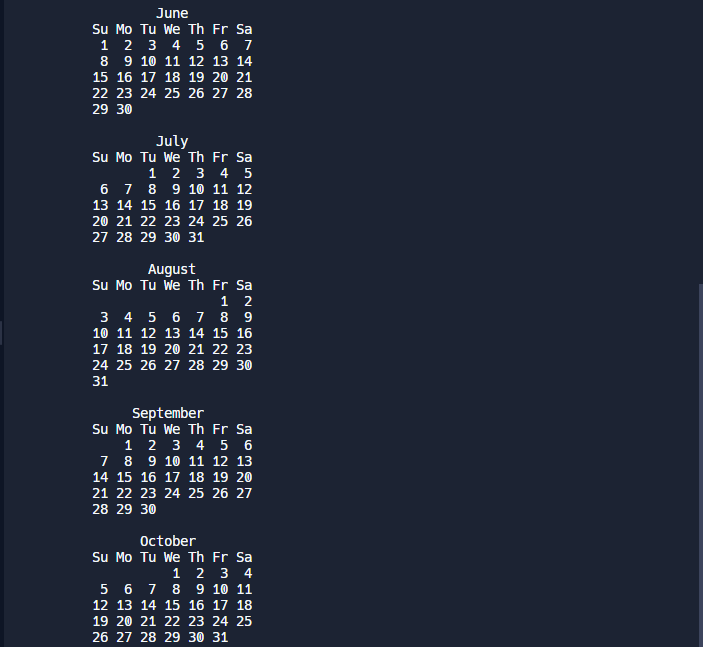 June
Su Mo Tu We Th Fr Sa
 1  2  3  4  5  6  7
 8  9 10 11 12 13 14
15 16 17 18 19 20 21
22 23 24 25 26 27 28
29 30

        July
Su Mo Tu We Th Fr Sa
       1  2  3  4  5
 6  7  8  9 10 11 12
13 14 15 16 17 18 19
20 21 22 23 24 25 26
27 28 29 30 31

       August
Su Mo Tu We Th Fr Sa
                1  2
 3  4  5  6  7  8  9
10 11 12 13 14 15 16
17 18 19 20 21 22 23
24 25 26 27 28 29 30
31

     September
Su Mo Tu We Th Fr Sa
    1  2  3  4  5  6
 7  8  9 10 11 12 13
14 15 16 17 18 19 20
21 22 23 24 25 26 27
28 29 30

      October
Su Mo Tu We Th Fr Sa
          1  2  3  4
 5  6  7  8  9 10 11
12 13 14 15 16 17 18
19 20 21 22 23 24 25
26 27 28 29 30 31